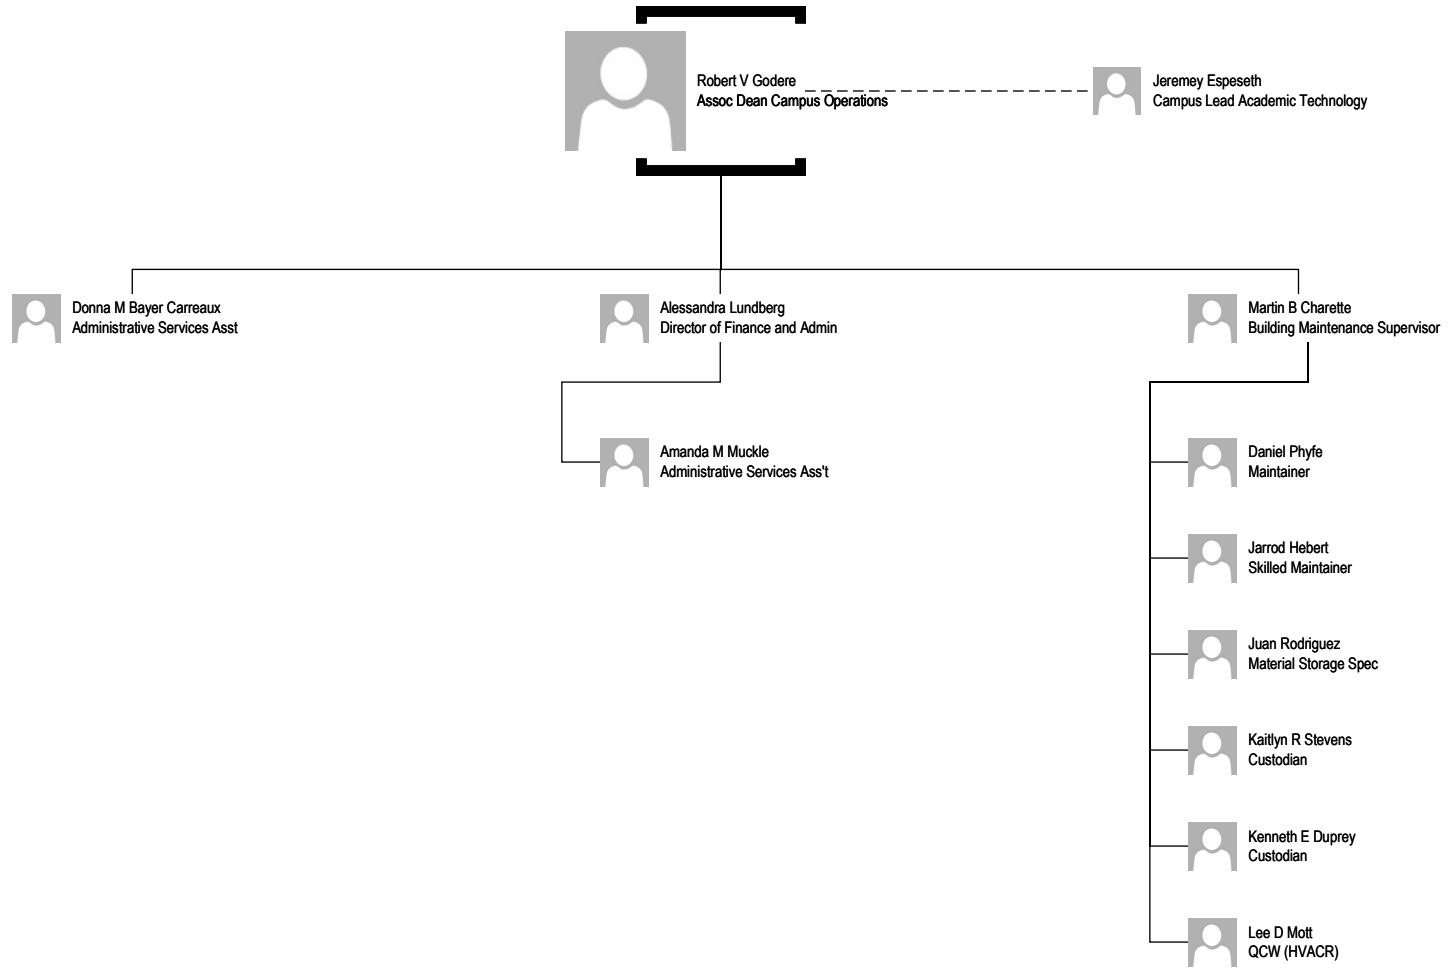 Robert V Godere
Assoc Dean Campus Operations
Jeremey Espeseth
Campus Lead Academic Technology
Donna M Bayer Carreaux
Administrative Services Asst
Alessandra Lundberg
Director of Finance and Admin
Martin B Charette
Building Maintenance Supervisor
Amanda M Muckle
Administrative Services Ass't
Daniel Phyfe
Maintainer
Jarrod Hebert
Skilled Maintainer
Juan Rodriguez
Material Storage Spec
Kaitlyn R Stevens
Custodian
Kenneth E Duprey
Custodian
Lee D Mott
QCW (HVACR)